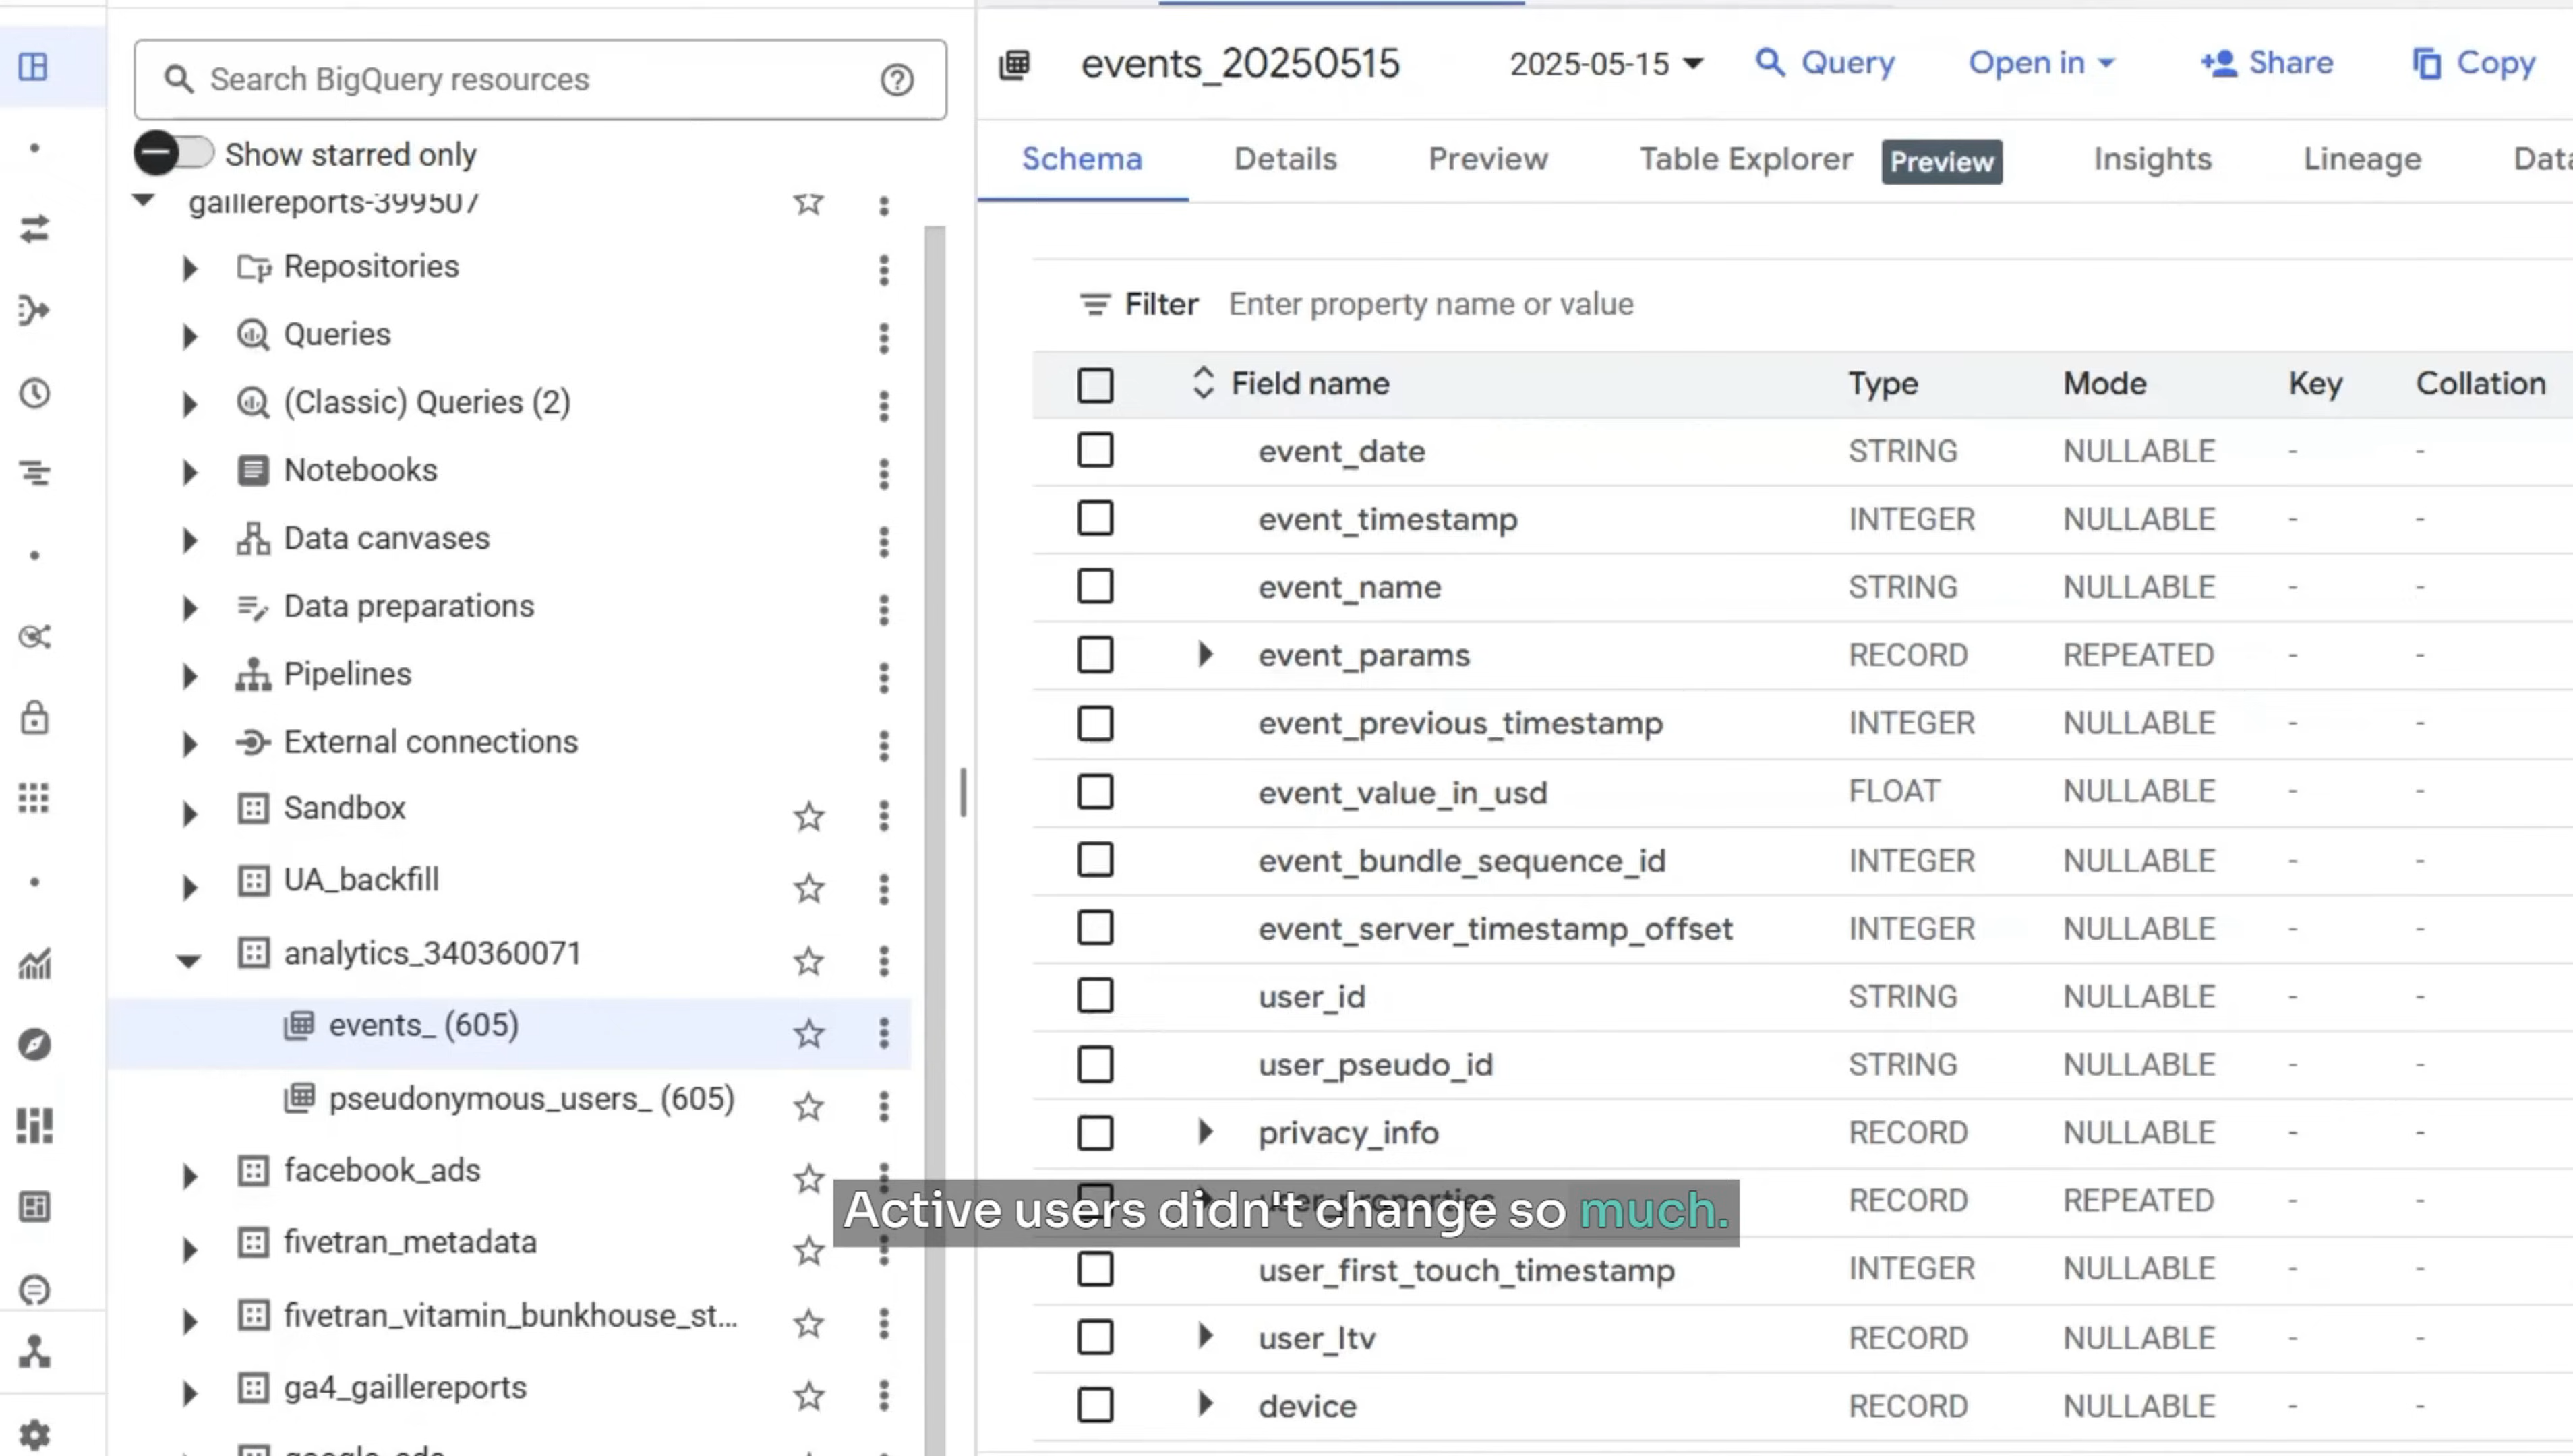 Search BigQuery resources
Show starred only
gaillereports-399507
Repositories
Queries
(Classic) Queries (2)
Notebooks
Data canvases
Data preparations
Pipelines
External connections
Sandbox
UA_backfill
analytics_340360071
events_ (605)
pseudonymous_users_ (605)
facebook_ads
fivetran_metadata
fivetran_vitamin_bunkhouse_st...
ga4_gaillereports
google_ads
events_20250515 2025-05-15 Query Open in Share Copy
Schema Details Preview Table Explorer Preview Insights Lineage Data
Filter Enter property name or value
Field name Type Mode Key Collation
event_date STRING NULLABLE - -
event_timestamp INTEGER NULLABLE - -
event_name STRING NULLABLE - -
event_params RECORD REPEATED - -
event_previous_timestamp INTEGER NULLABLE - -
event_value_in_usd FLOAT NULLABLE - -
event_bundle_sequence_id INTEGER NULLABLE - -
event_server_timestamp_offset INTEGER NULLABLE - -
user_id STRING NULLABLE - -
user_pseudo_id STRING NULLABLE - -
privacy_info RECORD NULLABLE - -
user_properties RECORD REPEATED - -
Active users didn't change so much.
user_first_touch_timestamp INTEGER NULLABLE - -
user_ltv RECORD NULLABLE - -
device RECORD NULLABLE - -